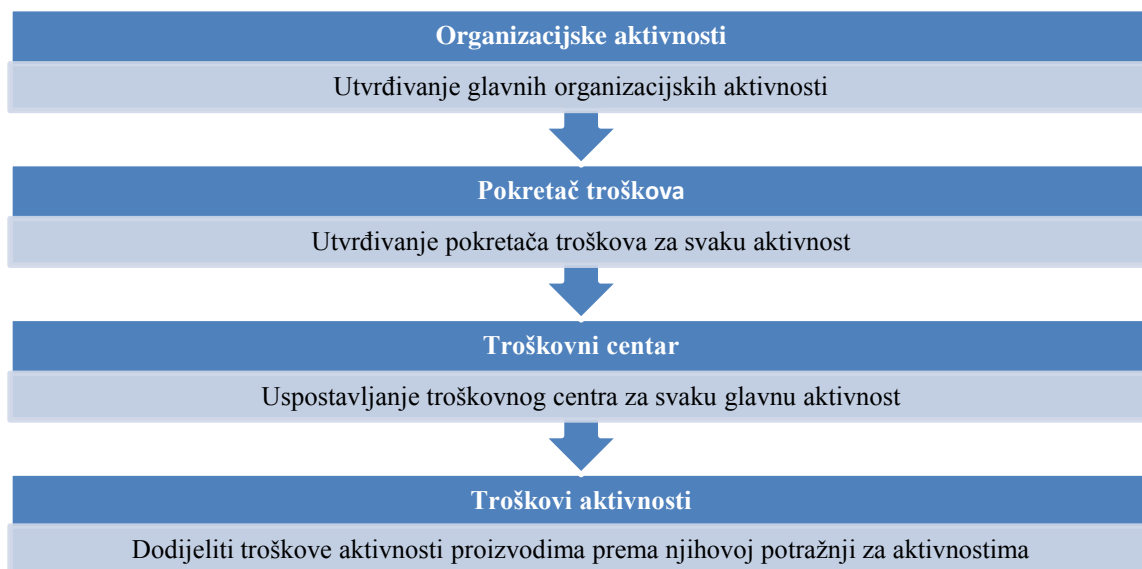 Organizacijske aktivnosti
Utvrđivanje glavnih organizacijskih aktivnosti
Pokretač troškova
Utvrđivanje pokretača troškova za svaku aktivnost
Troškovni centar
Uspostavljanje troškovnog centra za svaku glavnu aktivnost
Troškovi aktivnosti
Dodijeliti troškove aktivnosti proizvodima prema njihovoj potražnji za aktivnostima